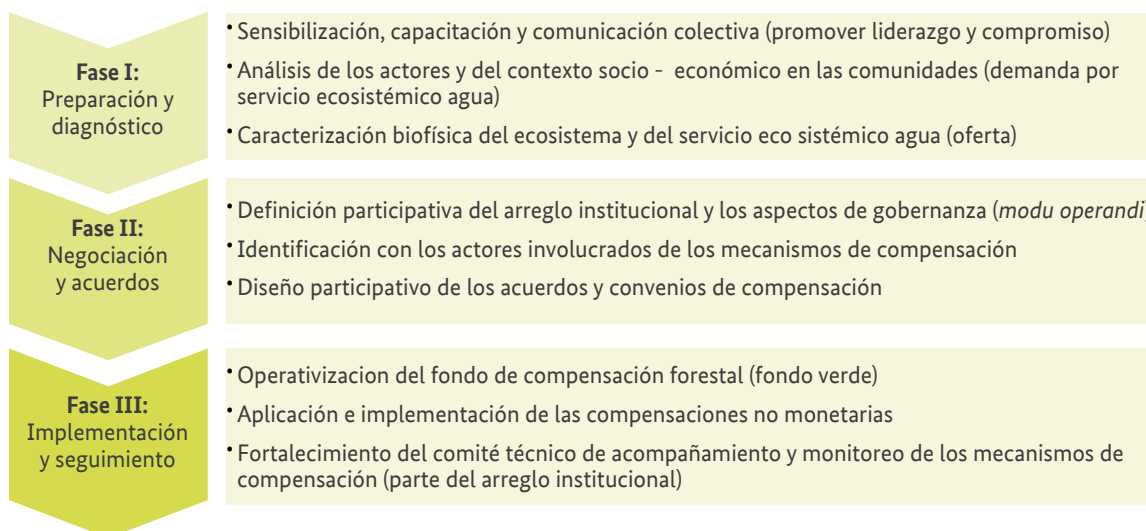 Fase I:
Preparación y
diagnóstico
• Sensibilización, capacitación y comunicación colectiva (promover liderazgo y compromiso)
• Análisis de los actores y del contexto socio - económico en las comunidades (demanda por
servicio ecosistémico agua)
• Caracterización biofísica del ecosistema y del servicio eco sistémico agua (oferta)
Fase II:
Negociación
y acuerdos
• Definición participativa del arreglo institucional y los aspectos de gobernanza (modu operandi)
• Identificación con los actores involucrados de los mecanismos de compensación
• Diseño participativo de los acuerdos y convenios de compensación
Fase III:
Implementación
y seguimiento
• Operativizacion del fondo de compensación forestal (fondo verde)
• Aplicación e implementación de las compensaciones no monetarias
• Fortalecimiento del comité técnico de acompañamiento y monitoreo de los mecanismos de
compensación (parte del arreglo institucional)